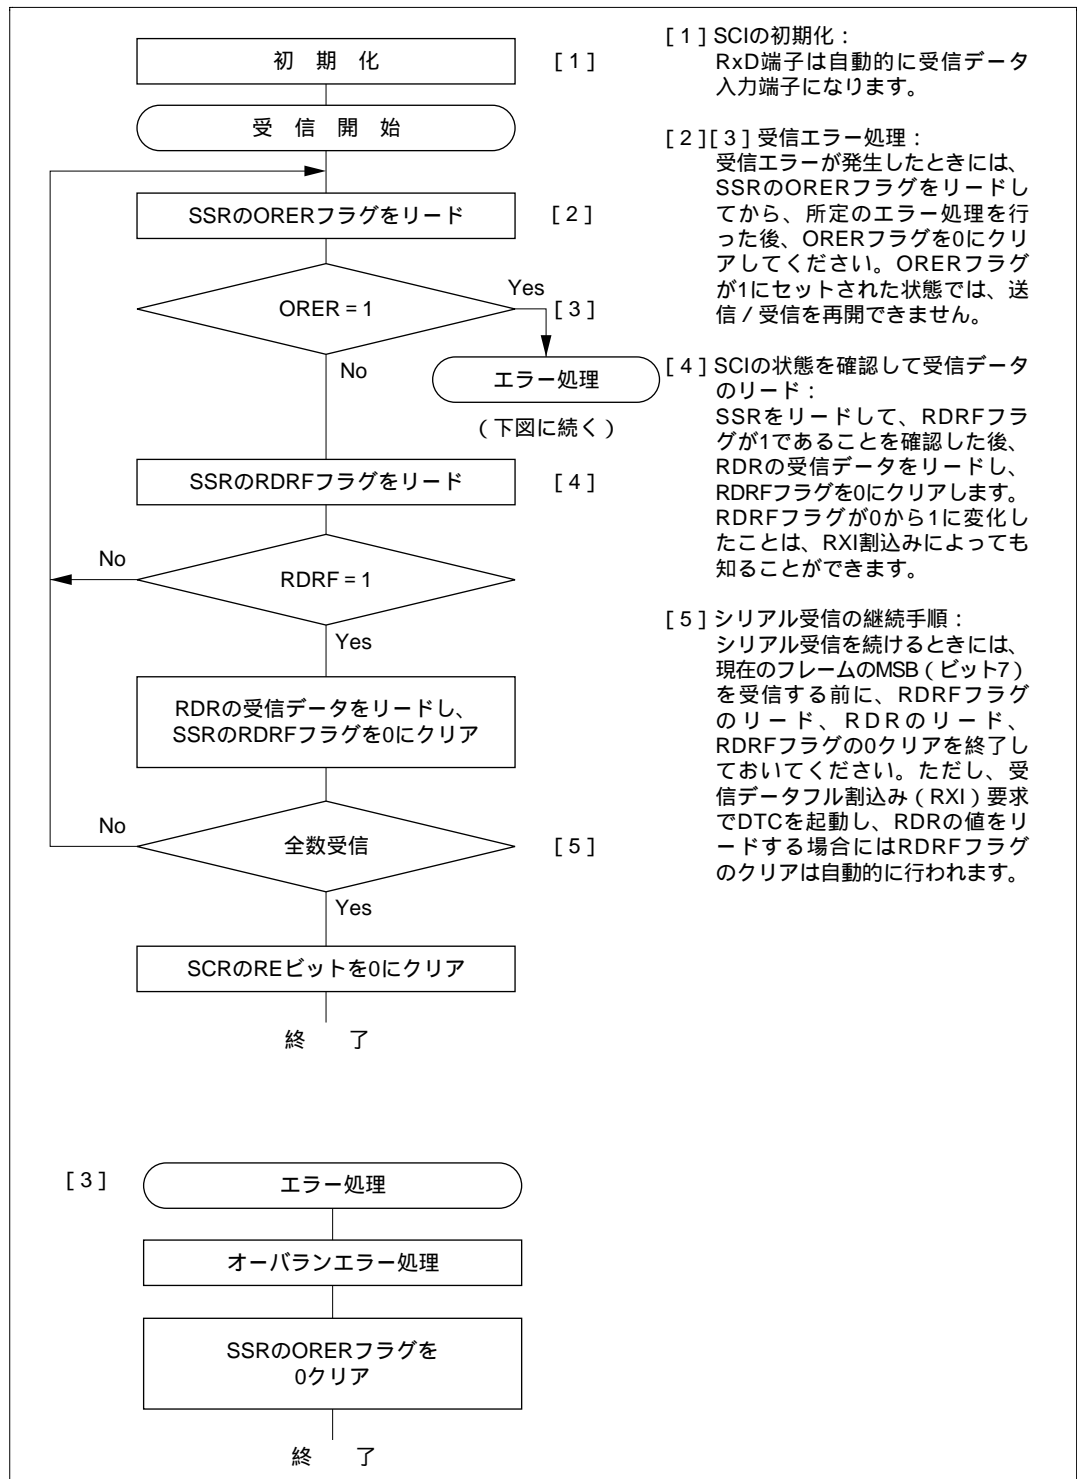 初 期 化 [1]
受 信 開 始
SSRのORERフラグをリード [2]
ORER = 1
Yes
[3]
No
エラー処理
(下図に続く)
SSRのRDRFフラグをリード [4]
No
RDRF = 1
Yes
RDRの受信データをリードし、
SSRのRDRFフラグを0にクリア
No
全数受信 [5]
Yes
SCRのREビットを0にクリア
終 了
[3]
エラー処理
オーバランエラー処理
SSRのORERフラグを
0クリア
終 了
[1] SCIの初期化:
RxD端子は自動的に受信データ
入力端子になります。
[2][3] 受信エラー処理:
受信エラーが発生したときには、
SSRのORERフラグをリードし
てから、所定のエラー処理を行
った後、ORERフラグを0にクリ
アしてください。ORERフラグ
が1にセットされた状態では、送
信/受信を再開できません。
[4] SCIの状態を確認して受信データ
のリード:
SSRをリードして、RDRFフラ
グが1であることを確認した後、
RDRの受信データをリードし、
RDRFフラグを0にクリアします。
RDRFフラグが0から1に変化し
たことは、RXI割込みによっても
知ることができます。
[5] シリアル受信の継続手順:
シリアル受信を続けるときには、
現在のフレームのMSB(ビット7)
を受信する前に、RDRFフラグ
のリード、RDRのリード、
RDRFフラグの0クリアを終了し
ておいてください。ただし、受
信データフル割込み(RXI)要求
でDTCを起動し、RDRの値をリ
ードする場合にはRDRFフラグ
のクリアは自動的に行われます。